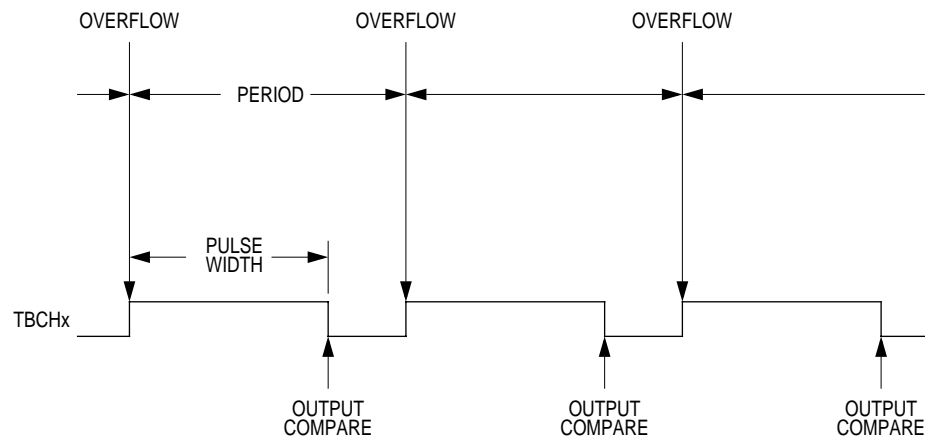 OVERFLOW
OVERFLOW
OVERFLOW
PERIOD
PULSE
WIDTH
TBCHx
OUTPUT
COMPARE
OUTPUT
COMPARE
OUTPUT
COMPARE